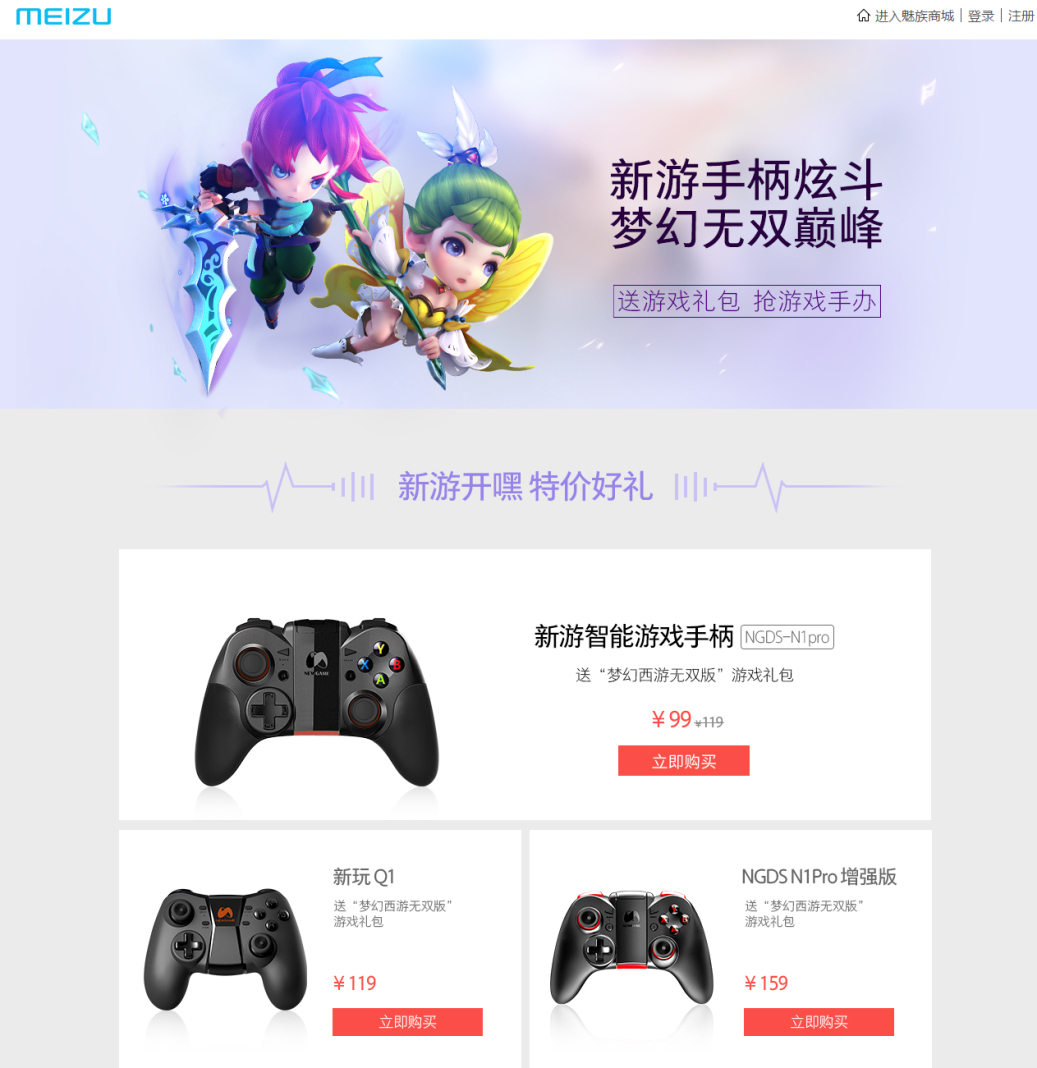 MEIZU
进入魅族商城 | 登录 | 注册
新游手柄炫斗
梦幻无双巅峰
送游戏礼包 抢游戏手办
新游开嘿 特价好礼
新游智能游戏手柄 NGDS-N1pro
送“梦幻西游无双版”游戏礼包
¥ 99 ¥119
立即购买
Y
X
B
A
NEWGAME
新玩 Q1
送“梦幻西游无双版”
游戏礼包
¥ 119
立即购买
NGDS N1Pro 增强版
送“梦幻西游无双版”
游戏礼包
¥ 159
立即购买